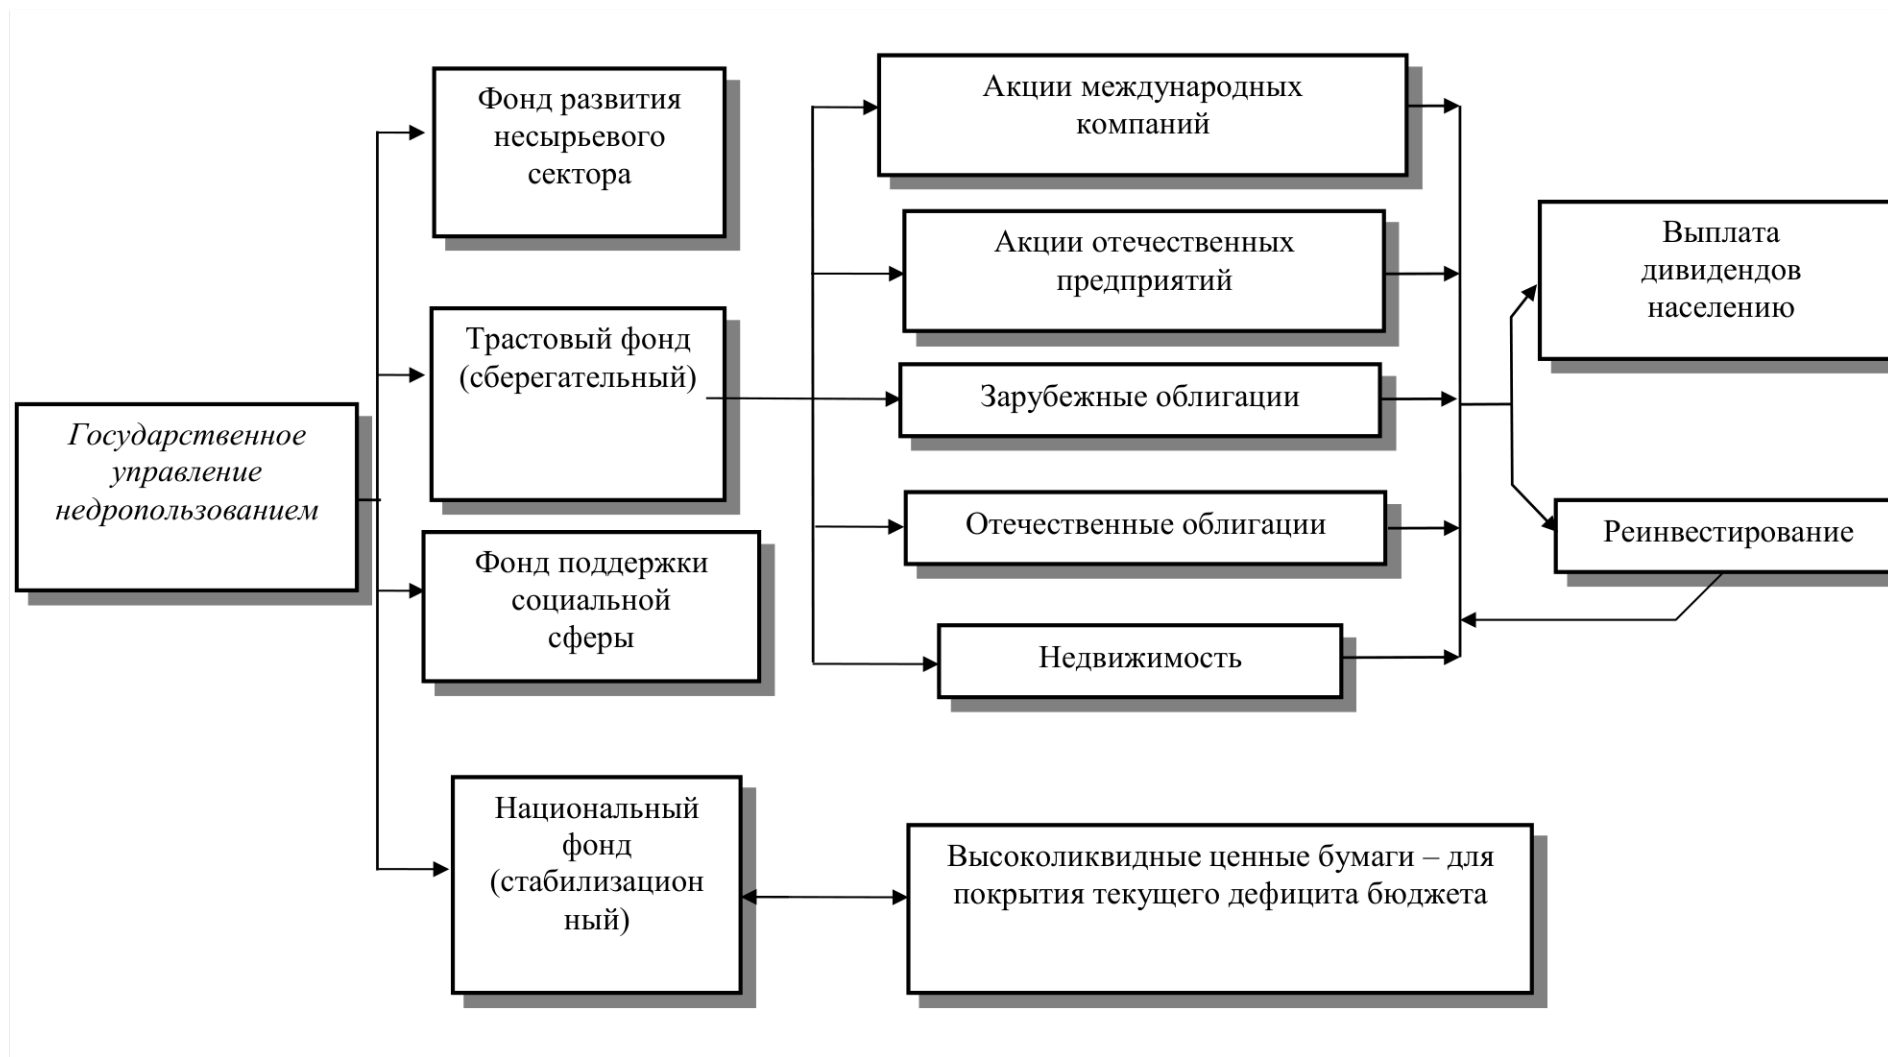 Государственное
управление
недропользованием
Фонд развития
несырьевого
сектора
Трастовый фонд
(сберегательный)
Фонд поддержки
социальной
сферы
Национальный
фонд
(стабилизацион
ный)
Акции международных
компаний
Акции отечественных
предприятий
Зарубежные облигации
Отечественные облигации
Недвижимость
Высоколиквидные ценные бумаги – для
покрытия текущего дефицита бюджета
Выплата
дивидендов
населению
Реинвестирование